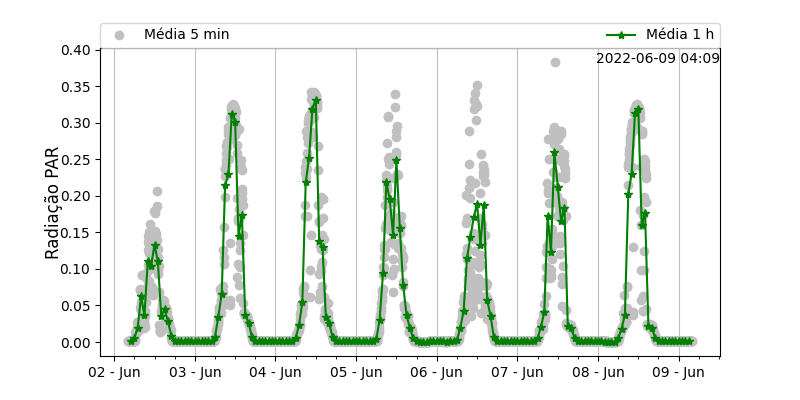 Média 5 min
Média 1 h
2022-06-09 04:09
Radiação PAR
0.40
0.35
0.30
0.25
0.20
0.15
0.10
0.05
0.00
02 - Jun
03 - Jun
04 - Jun
05 - Jun
06 - Jun
07 - Jun
08 - Jun
09 - Jun